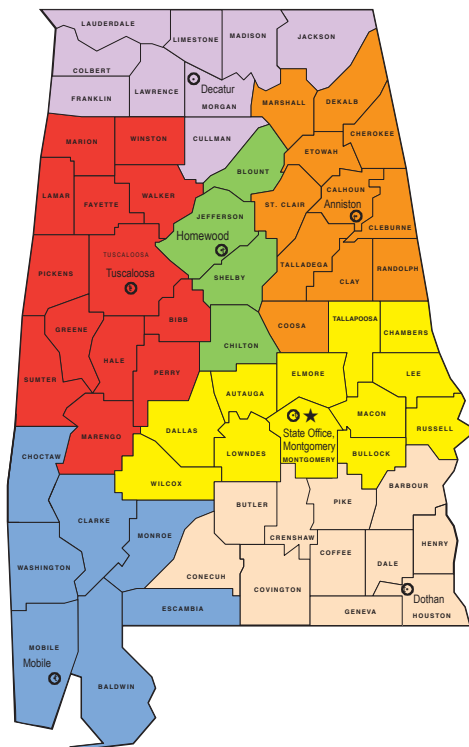 LAUDERDALE
LIMESTONE
MADISON
JACKSON
COLBERT
Decatur
FRANKLIN
LAWRENCE
MORGAN
MARSHALL
DEKALB
CHEROKEE
MARION
WINSTON
CULLMAN
ETOWAH
BLOUNT
LAMAR
FAYETTE
WALKER
JEFFERSON
ST. CLAIR
CALHOUN
Anniston
CLEBURNE
Homewood
TUSCALOOSA
Tuscaloosa
PICKENS
SHELBY
TALLADEGA
CLAY
RANDOLPH
GREENE
HALE
BIBB
CHILTON
COOSA
TALLAPOOSA
CHAMBERS
SUMTER
PERRY
AUTAUGA
ELMORE
LEE
MARENGO
DALLAS
MACON
RUSSELL
State Office,
Montgomery
MONTGOMERY
LOWNDES
BULLOCK
CHOCTAW
WILCOX
BARBOUR
CLARKE
MONROE
BUTLER
CRENSHAW
PIKE
WASHINGTON
CONECUH
COFFEE
DALE
HENRY
COVINGTON
Dothan
ESCAMBIA
GENEVA
HOUSTON
MOBILE
Mobile
BALDWIN